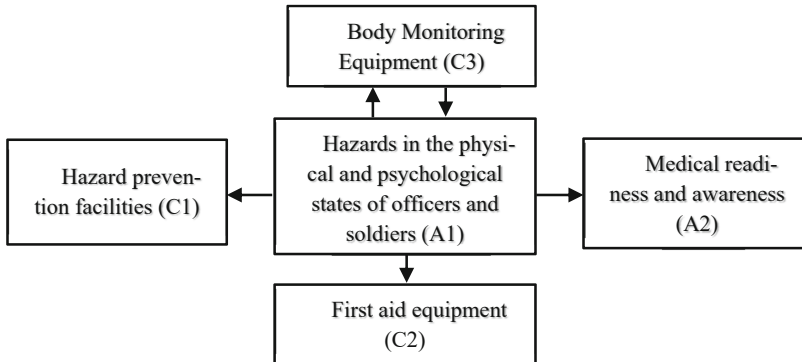 Body Monitoring
Equipment (C3)
Hazard preven-
tion facilities (C1)
Hazards in the physi-
cal and psychological
states of officers and
soldiers (A1)
Medical readi-
ness and awareness
(A2)
First aid equipment
(C2)